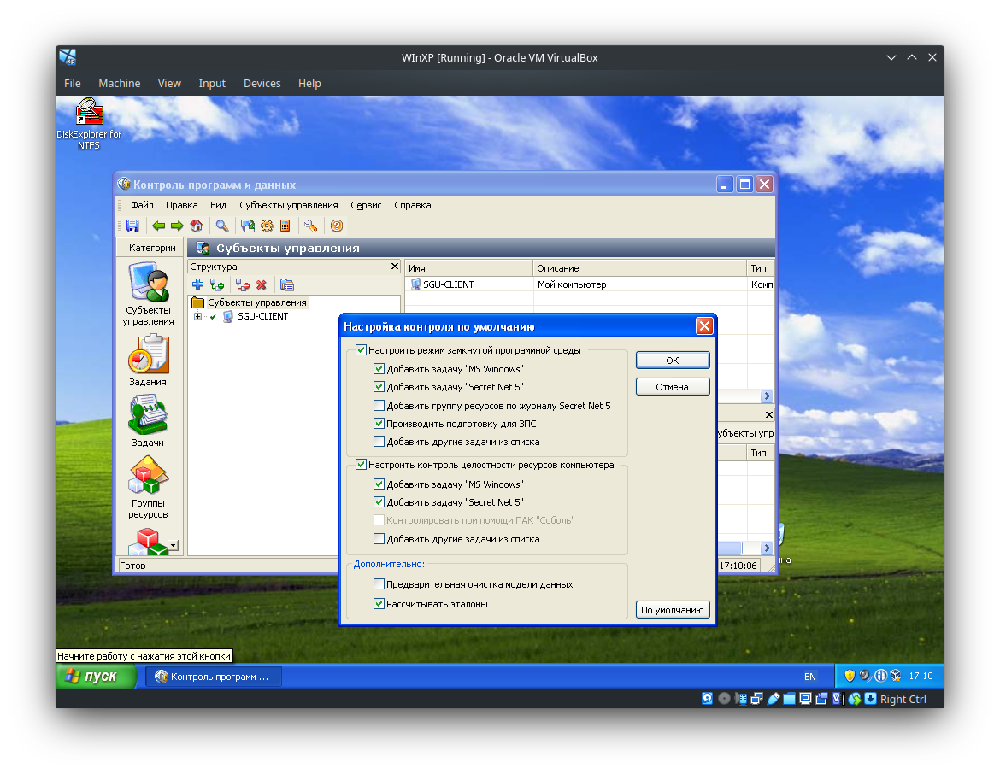 WInXP [Running] - Oracle VM VirtualBox
File Machine View Input Devices Help
DiskExplorer for
NTFS
Контроль программ и данных
Файл Правка Вид Субъекты управления Сервис Справка
Категории
Субъекты управления
Субъекты
управления
Задания
Задачи
Группы
ресурсов
Структура
Субъекты управления
SGU-CLIENT
Имя Описание Тип
SGU-CLIENT Мой компьютер Комп
убъекты упр
Тип
Готов
17:10:06
ина
Настройка контроля по умолчанию
Настроить режим замкнутой программной среды
Добавить задачу "MS Windows"
Добавить задачу "Secret Net 5"
Добавить группу ресурсов по журналу Secret Net 5
Производить подготовку для ЗПС
Добавить другие задачи из списка
Настроить контроль целостности ресурсов компьютера
Добавить задачу "MS Windows"
Добавить задачу "Secret Net 5"
Контролировать при помощи ПАК "Соболь"
Добавить другие задачи из списка
Дополнительно:
Предварительная очистка модели данных
Рассчитывать эталоны
OK
Отмена
По умолчанию
Начните работу с нажатия этой кнопки
пуск
Контроль программ ...
EN
17:10
Right Ctrl